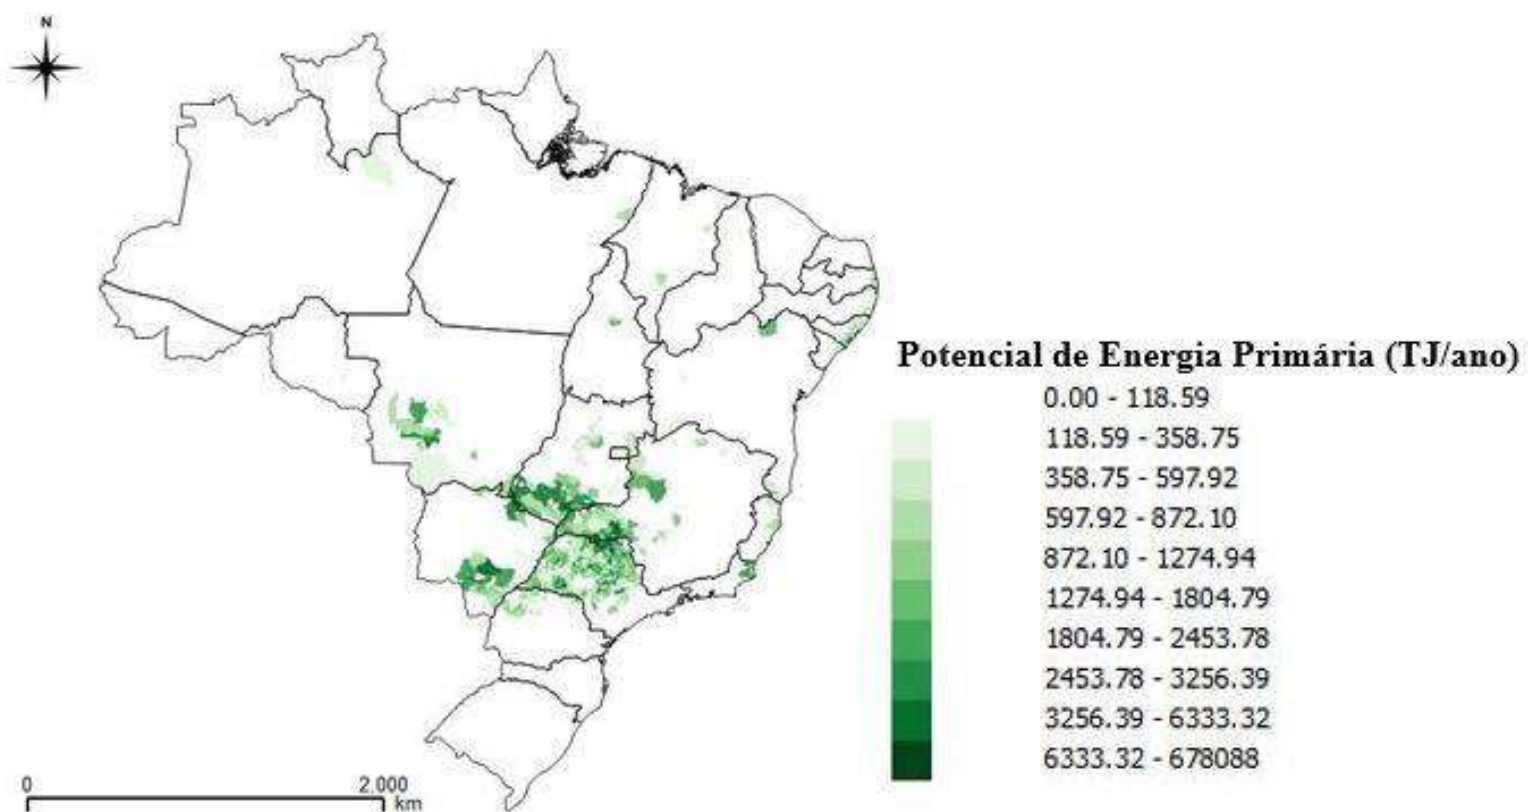 N
Potencial de Energia Primária (TJ/ano)
0.00 - 118.59
118.59 - 358.75
358.75 - 597.92
597.92 - 872.10
872.10 - 1274.94
1274.94 - 1804.79
1804.79 - 2453.78
2453.78 - 3256.39
3256.39 - 6333.32
6333.32 - 678088
0 2.000
km